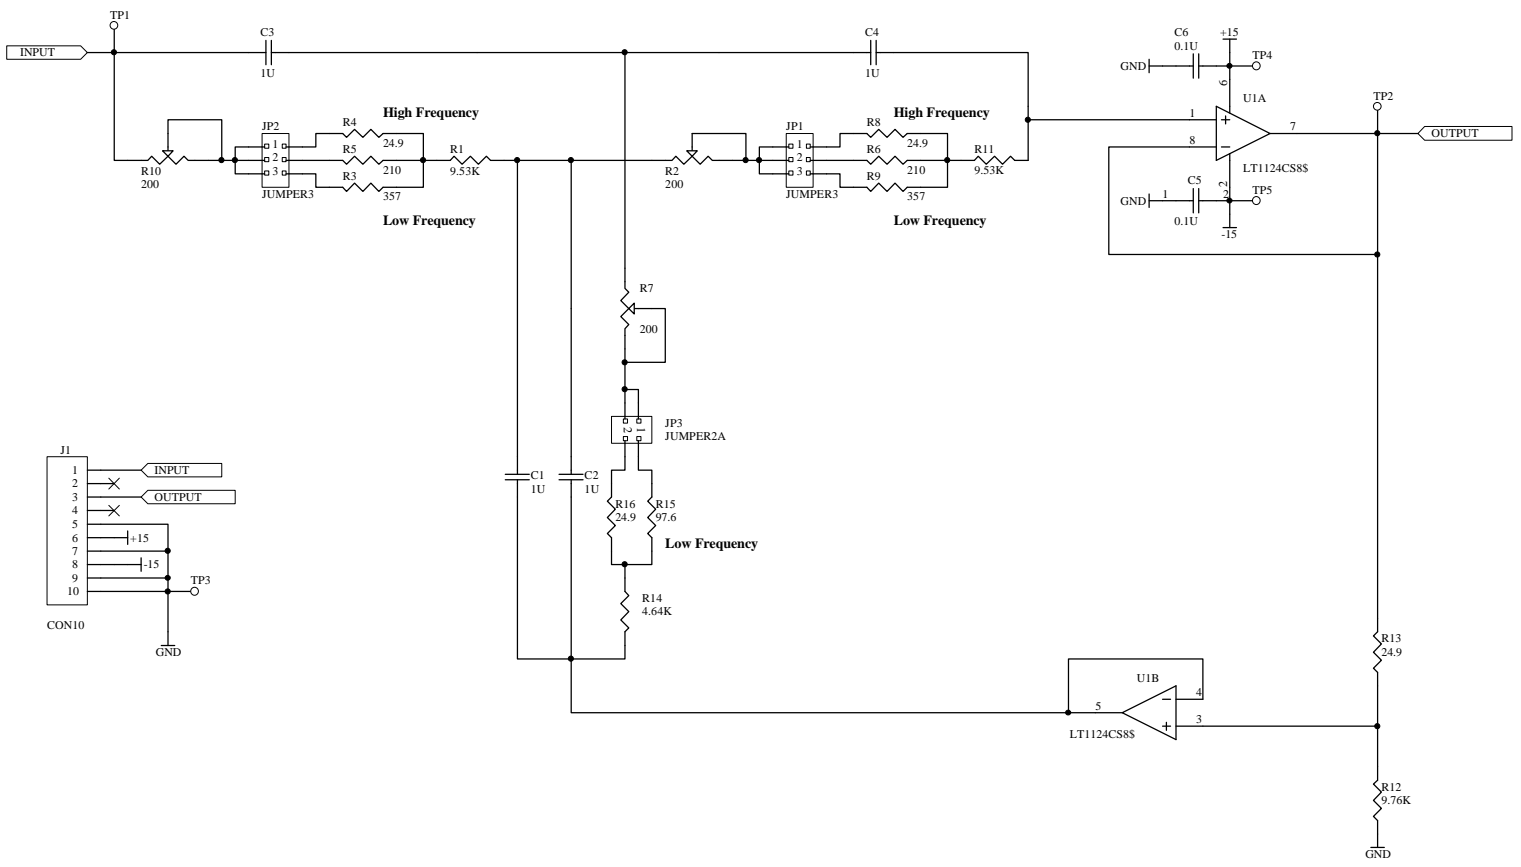 TP1
INPUT
C3
1U
C4
1U
C6
0.1U
+15
GND
TP4
6
U1A
TP2
1
+
7
OUTPUT
8
−
LT1124CS8$
C5
GND
1
2
2
TP5
0.1U
-15
High Frequency
JP2
R4
1
24.9
R5
2
210
R3
3
357
JUMPER3
R10
200
R1
9.53K
Low Frequency
High Frequency
JP1
R8
1
24.9
R6
2
210
R9
3
357
JUMPER3
R2
200
R11
9.53K
Low Frequency
R7
200
JP3
JUMPER2A
2
1
C1
1U
C2
1U
R16
24.9
R15
97.6
Low Frequency
R14
4.64K
J1
1
INPUT
2
3
OUTPUT
4
5
6
+15
7
8
-15
9
10
TP3
CON10
GND
R13
24.9
U1B
4
−
5
3
+
LT1124CS8$
R12
9.76K
GND